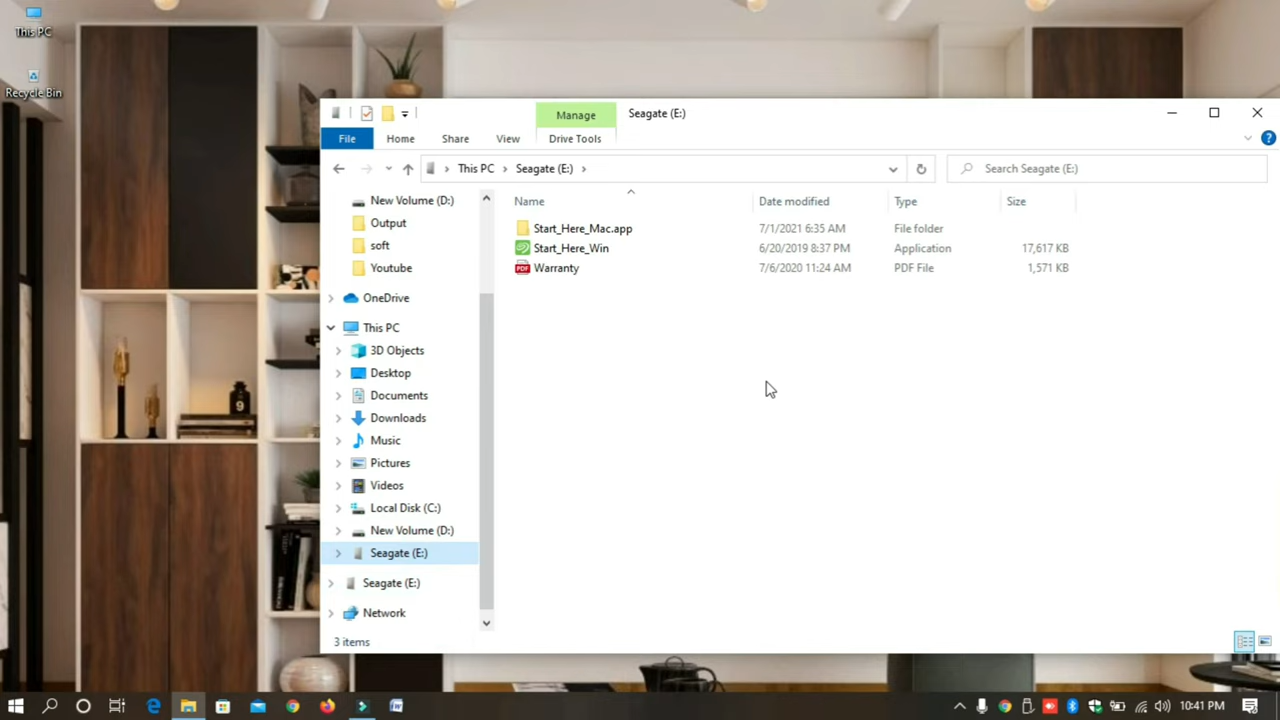 This PC
Recycle Bin
Manage
Seagate (E:)
File
Home
Share
View
Drive Tools
This PC
Seagate (E:)
Search Seagate (E:)
Name
Date modified
Type
Size
Start_Here_Mac.app
7/1/2021 6:35 AM
File folder
Start_Here_Win
6/20/2019 8:37 PM
Application
17,617 KB
PDF
Warranty
7/6/2020 11:24 AM
PDF File
1,571 KB
New Volume (D:)
Output
soft
Youtube
OneDrive
This PC
3D Objects
Desktop
Documents
Downloads
Music
Pictures
Videos
Local Disk (C:)
New Volume (D:)
Seagate (E:)
Seagate (E:)
Network
3 items
10:41 PM